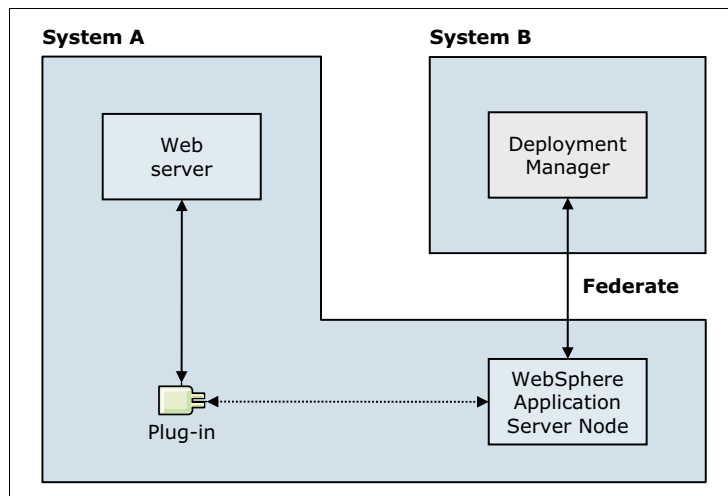 System A
System B
Web
server
Deployment
Manager
Federate
WebSphere
Application
Server Node
Plug-in